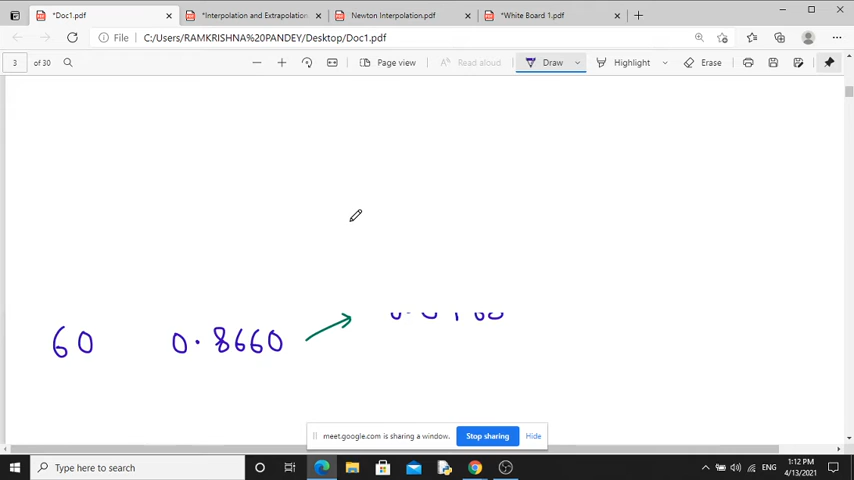 *Doc1.pdf
*Interpolation and Extrapolation
Newton Interpolation.pdf
*White Board 1.pdf
File C:/Users/RAMKRISHNA%20PANDEY/Desktop/Doc1.pdf
3 of 30 Page view Read aloud Draw Highlight Erase
60 0.8660
meet.google.com is sharing a window. Stop sharing Hide
Type here to search
ENG
1:12 PM
4/13/2021